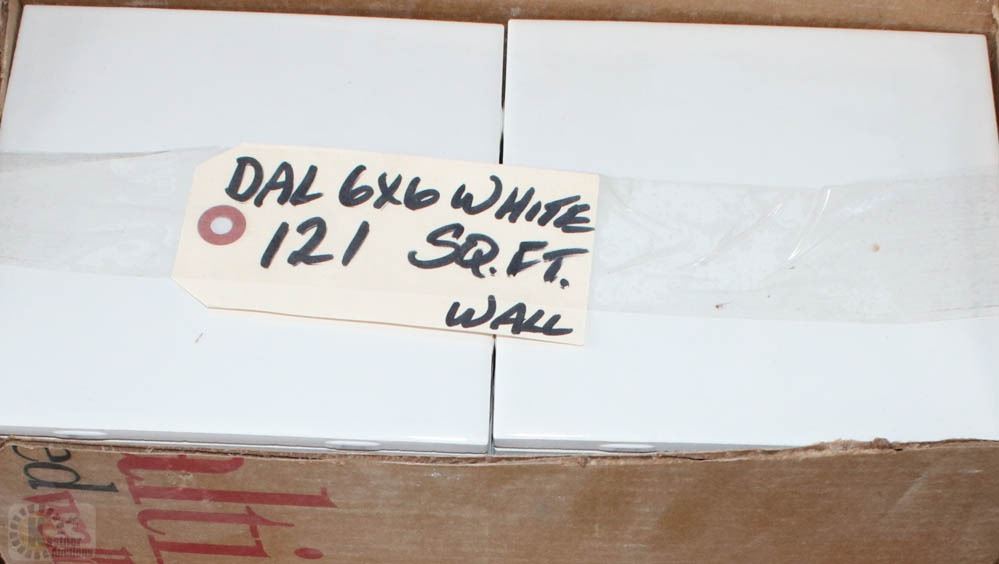 DAL 6X6 WHITE
121 SQ.FT.
WALL